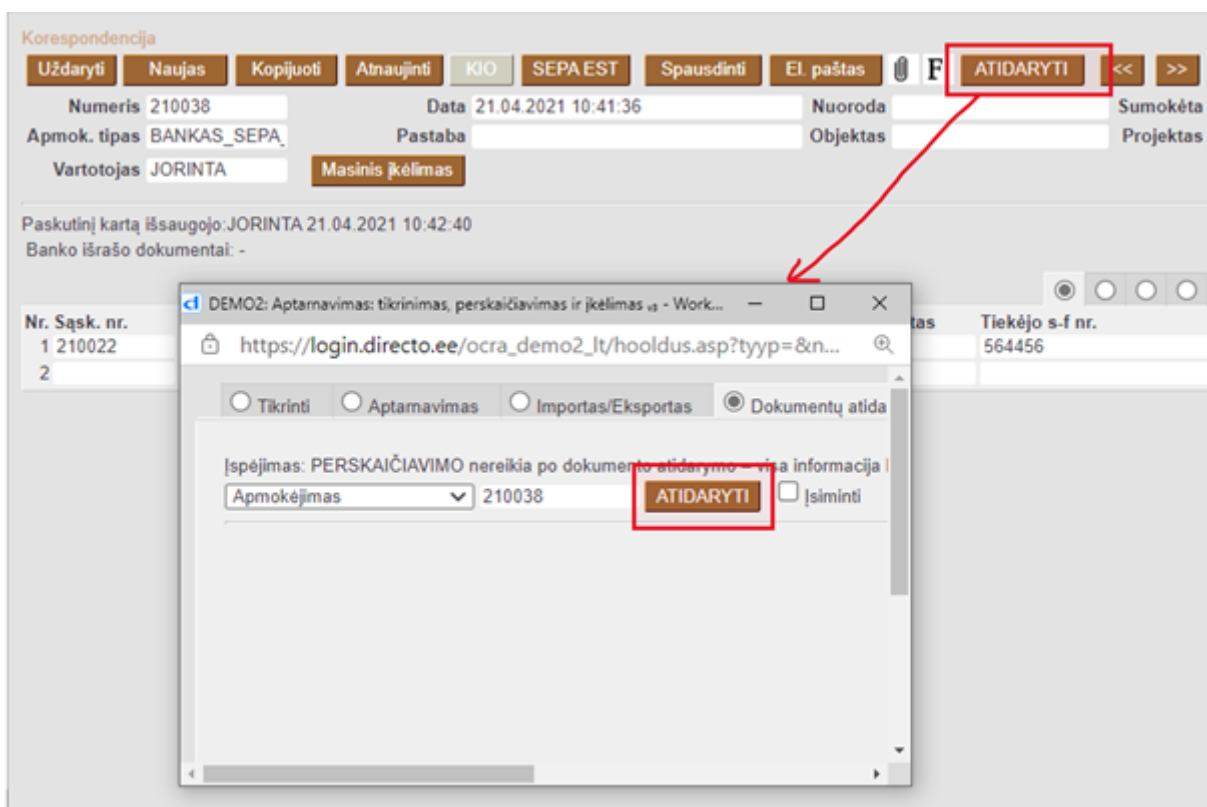 Korespondencija
Uždaryti Naujas Kopijuoti Atnaujinti KIO SEPA EST Spausdinti El. paštas F ATIDARYTI << >>
Numeris 210038 Data 21.04.2021 10:41:36 Nuoroda Sumokėta
Apmok. tipas BANKAS_SEPA_ Pastaba Objektas Projektas
Vartotojas JORINTA Masinis įkėlimas
Paskutinį kartą išsaugojo:JORINTA 21.04.2021 10:42:40
Banko išrašo dokumentai: -
Nr. Sąsk. nr. tas Tiekėjo s-f nr.
1 210022 564456
2
DEMO2: Aptarnavimas: tikrinimas, perskaičiavimas ir įkėlimas - Work...
https://login.directo.ee/ocra_demo2_lt/hooldus.asp?tyyp=&n...
Tikrinti Aptarnavimas Importas/Eksportas Dokumentų atida
Įspėjimas: PERSKAIČIAVIMO nereikia po dokumento atidarymo – visa informacija
Apmokėjimas 210038 ATIDARYTI Įsiminti